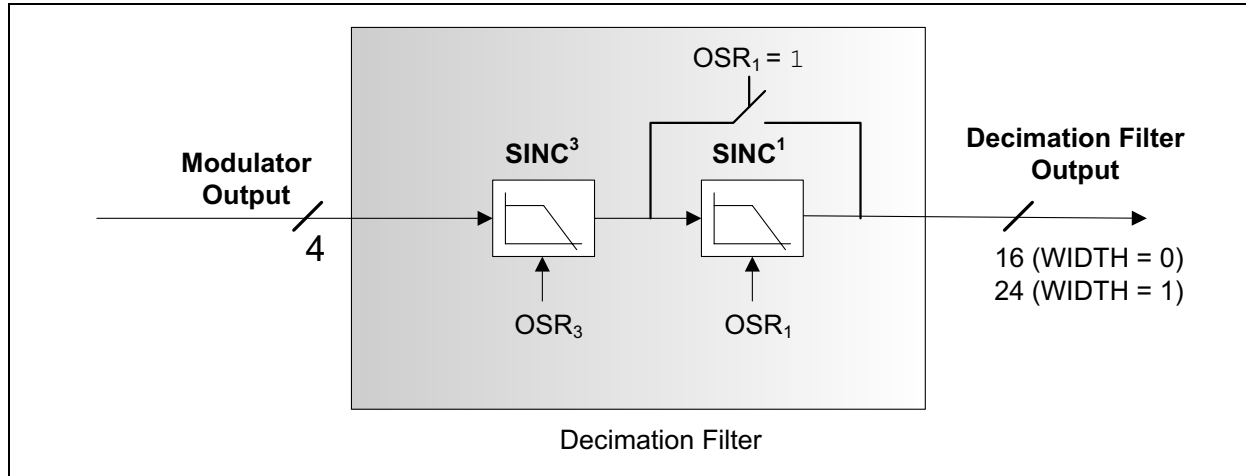 OSR₁ = 1
SINC³
SINC¹
Modulator
Output
4
Decimation Filter
Output
16 (WIDTH = 0)
24 (WIDTH = 1)
OSR₃
OSR₁
Decimation Filter